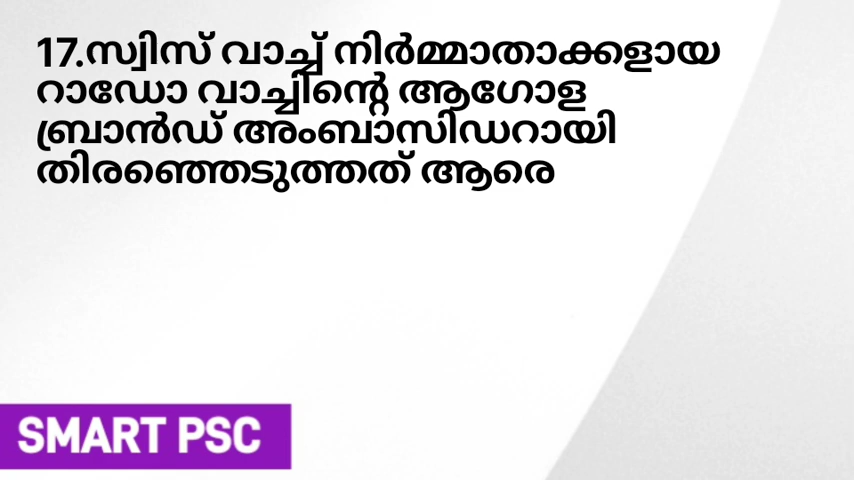 17.സ്വിസ് വാച്ച് നിർമ്മാതാക്കളായ
റാഡോ വാച്ചിന്റെ ആഗോള
ബ്രാൻഡ് അംബാസിഡറായി
തിരഞ്ഞെടുത്തത് ആരെ
SMART PSC